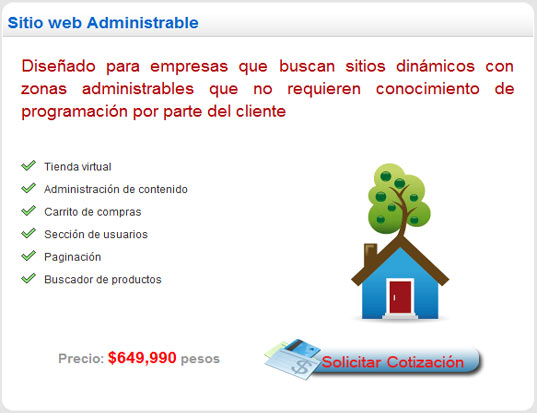 Sitio web Administrable
Diseñado para empresas que buscan sitios dinámicos con
zonas administrables que no requieren conocimiento de
programación por parte del cliente
Tienda virtual
Administración de contenido
Carrito de compras
Sección de usuarios
Paginación
Buscador de productos
Precio: $649,990 pesos
Solicitar Cotización